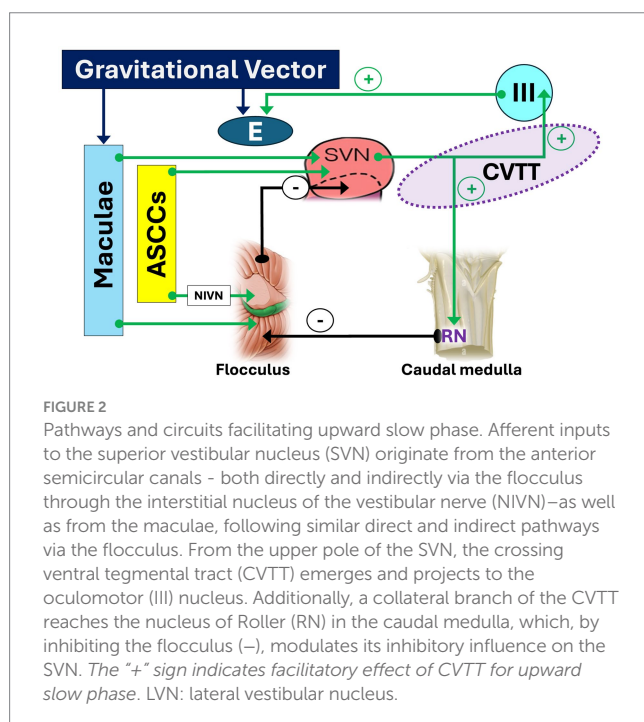 Gravitational Vector
+
III
E
+
SVN
CVTT
+
-
Maculae
ASCCs
NIVN
-
RN
Flocculus
Caudal medulla
FIGURE 2
Pathways and circuits facilitating upward slow phase. Afferent inputs
to the superior vestibular nucleus (SVN) originate from the anterior
semicircular canals - both directly and indirectly via the flocculus
through the interstitial nucleus of the vestibular nerve (NIVN)–as well
as from the maculae, following similar direct and indirect pathways
via the flocculus. From the upper pole of the SVN, the crossing
ventral tegmental tract (CVTT) emerges and projects to the
oculomotor (III) nucleus. Additionally, a collateral branch of the CVTT
reaches the nucleus of Roller (RN) in the caudal medulla, which, by
inhibiting the flocculus (–), modulates its inhibitory influence on the
SVN. The “+” sign indicates facilitatory effect of CVTT for upward
slow phase. LVN: lateral vestibular nucleus.